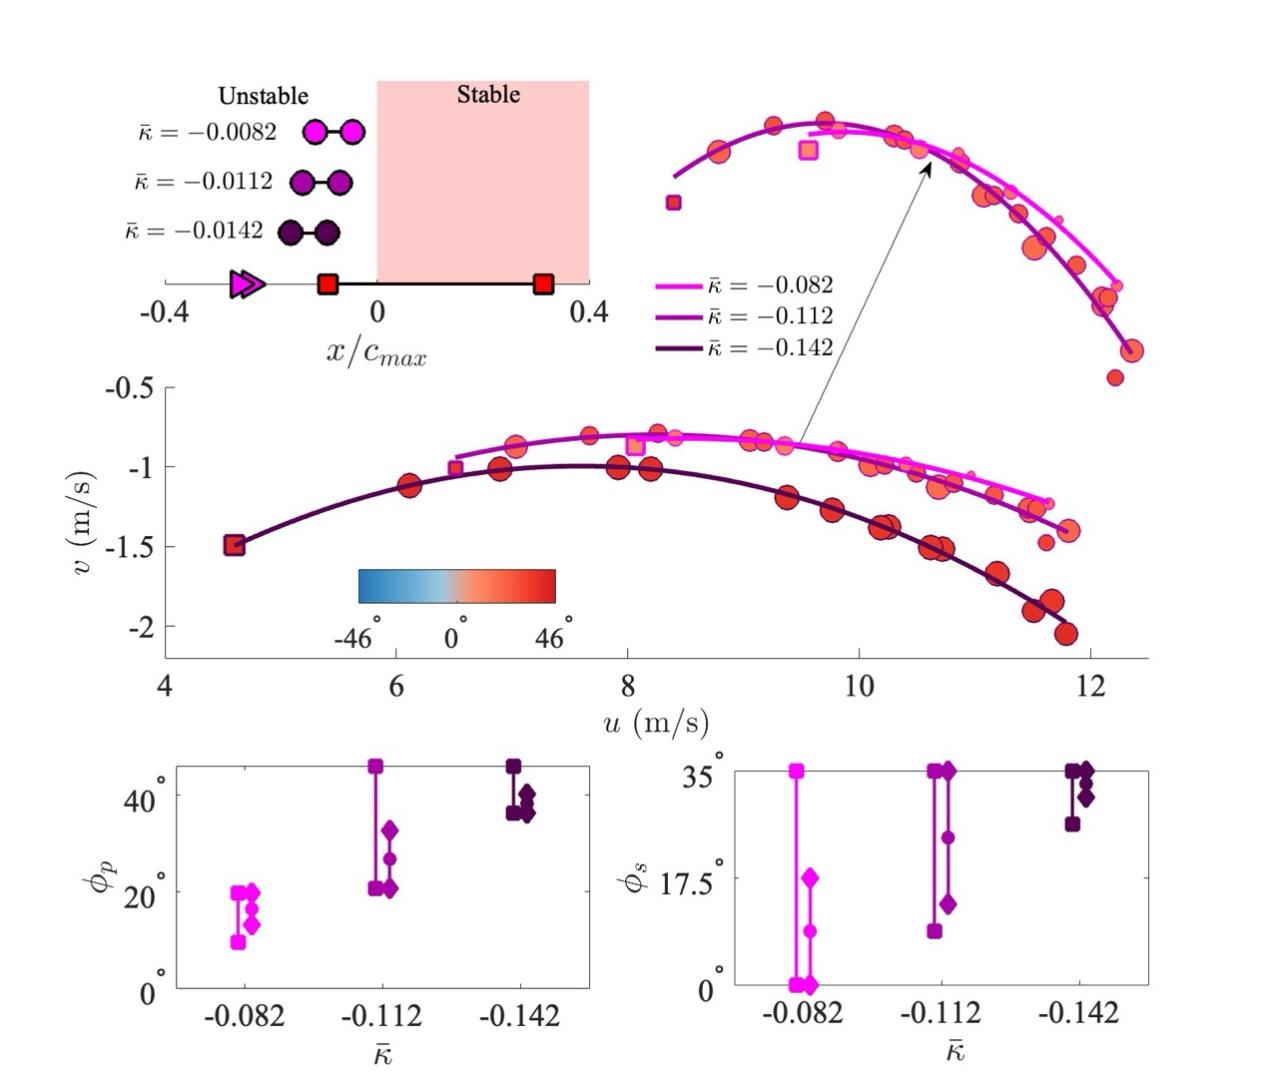 Unstable
Stable
κ̄ = −0.0082
κ̄ = −0.0112
κ̄ = −0.0142
-0.4 0 0.4
x/c_max
κ̄ = −0.082
κ̄ = −0.112
κ̄ = −0.142
-0.5
-1
-1.5
-2
v (m/s)
-46° 0° 46°
4 6 8 10 12
u (m/s)
40°
20°
0°
ϕ_p
-0.082 -0.112 -0.142
κ̄
35°
17.5°
0°
ϕ_s
-0.082 -0.112 -0.142
κ̄